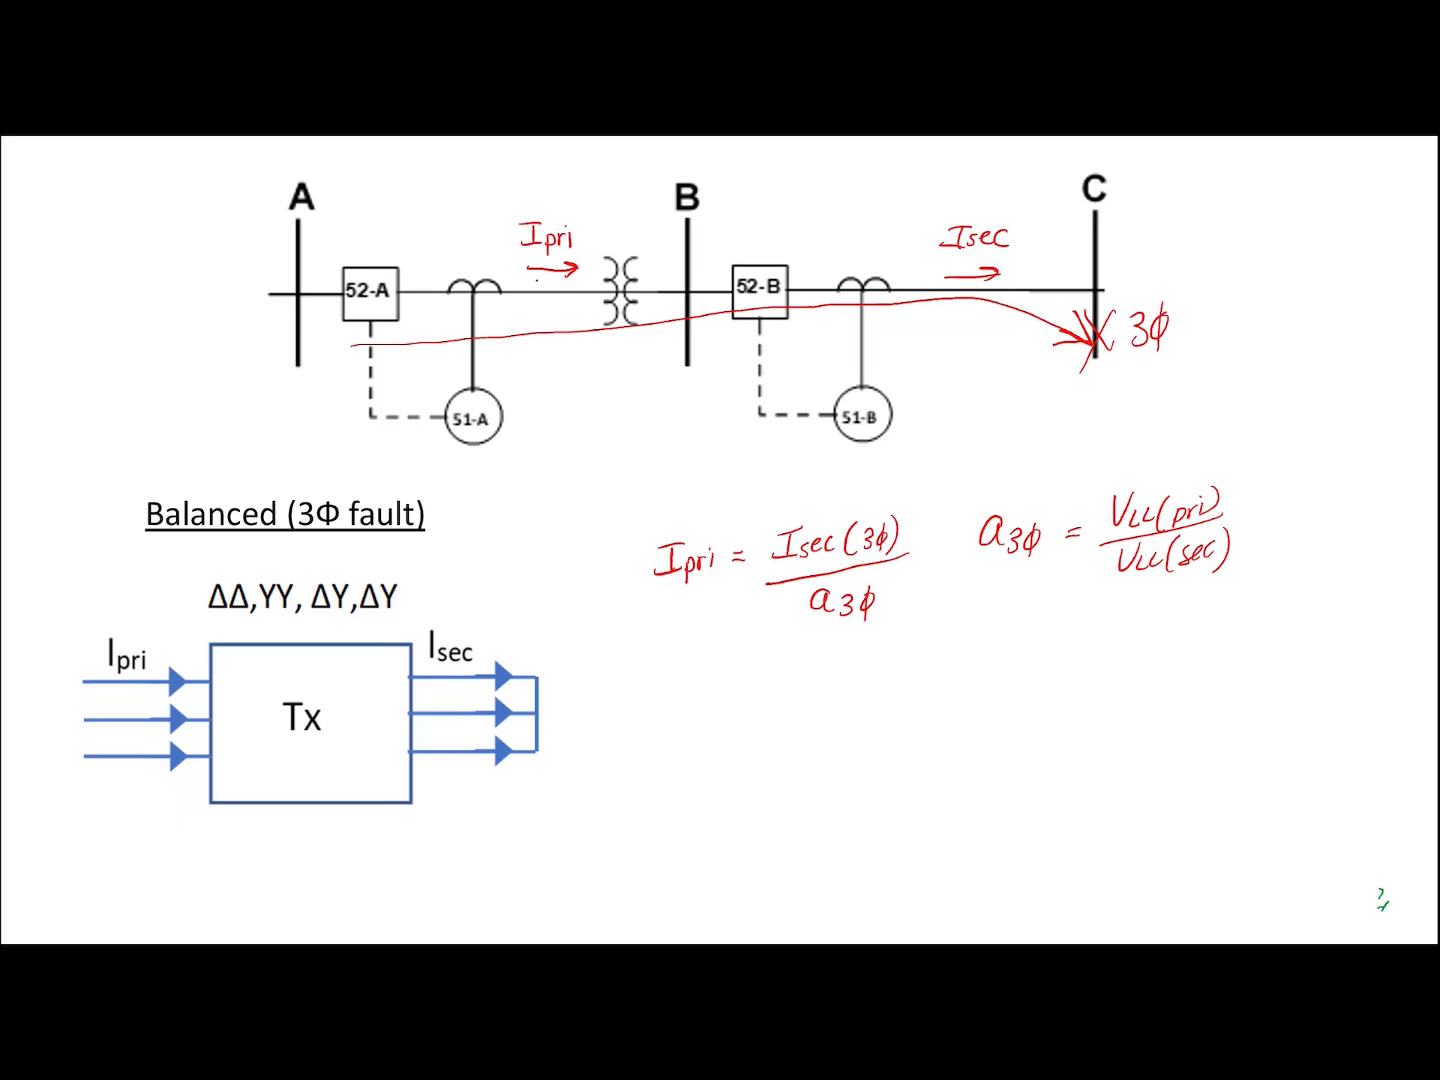 A
B
C
Ipri
Isec
52-A
52-B
3ϕ
51-A
51-B
Balanced (3Φ fault)
Ipri = Isec(3ϕ) / a3ϕ
a3ϕ = VLL(pri) / VLL(sec)
ΔΔ,YY, ΔY,ΔY
Ipri
Isec
Tx